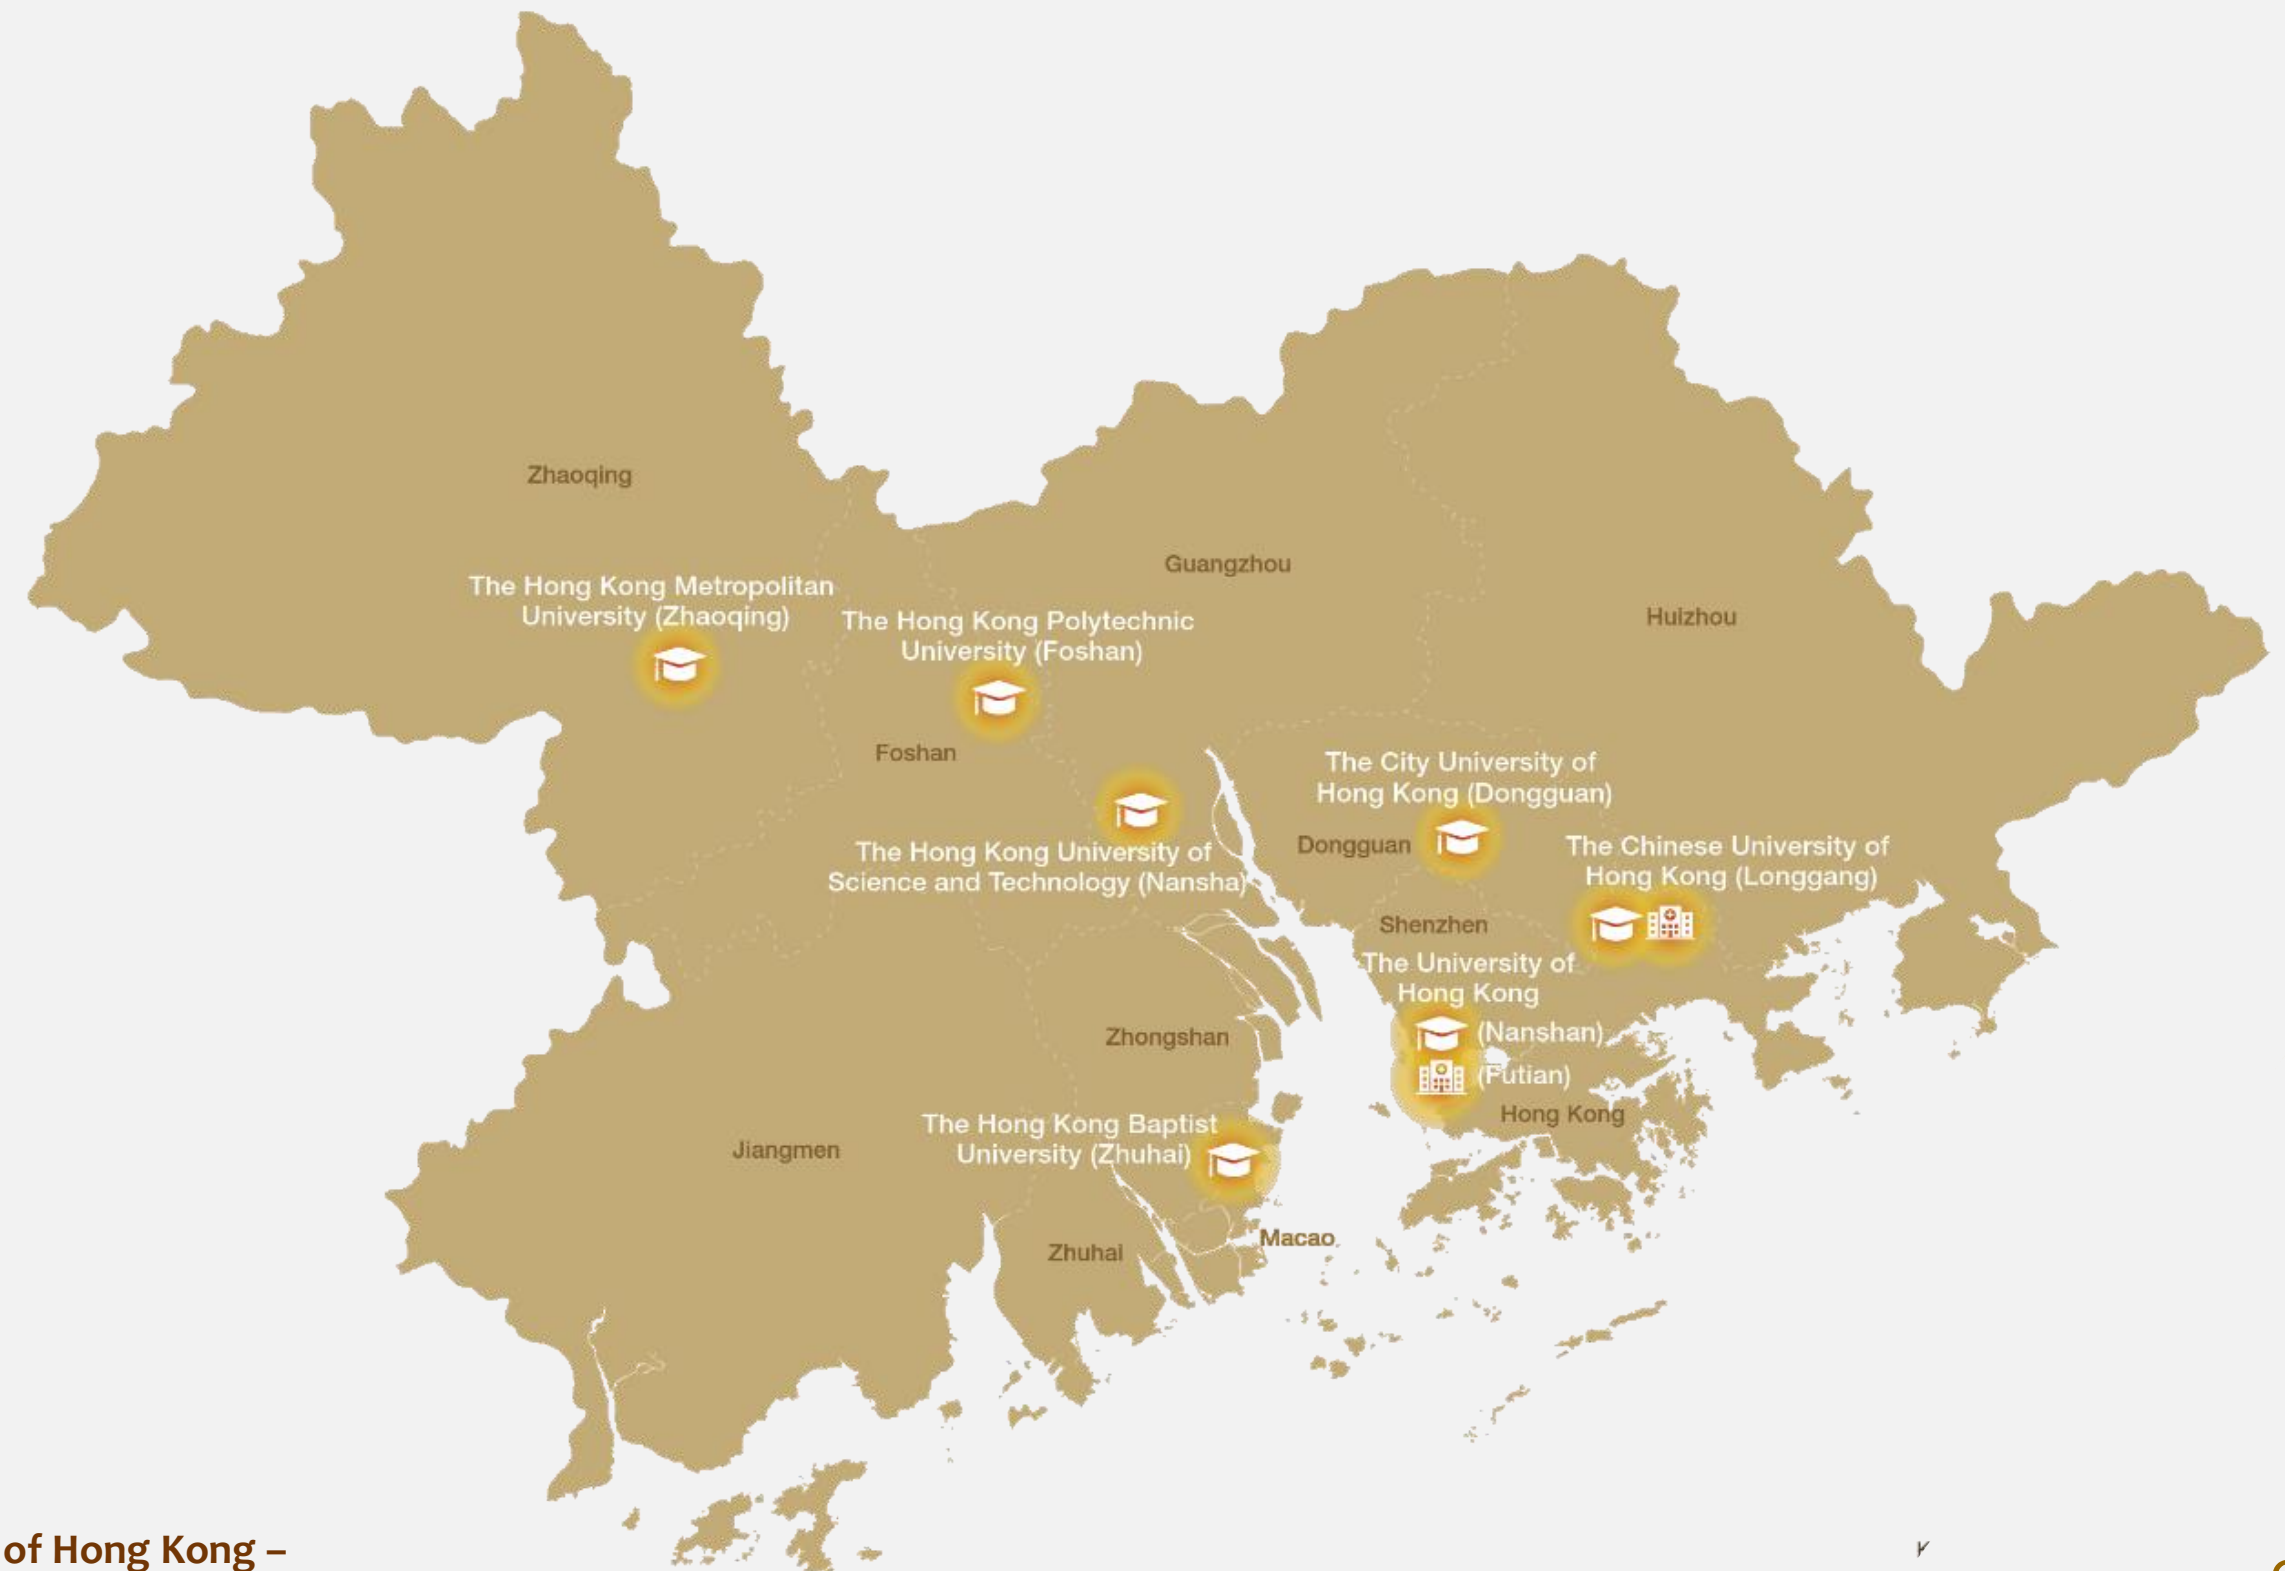 Zhaoqing
Guangzhou
The Hong Kong Metropolitan
University (Zhaoqing)
The Hong Kong Polytechnic
University (Foshan)
Huizhou
Foshan
The City University of
Hong Kong (Dongguan)
Dongguan
The Hong Kong University of
Science and Technology (Nansha)
The Chinese University of
Hong Kong (Longgang)
Shenzhen
The University of
Hong Kong
(Nanshan)
(Futian)
Zhongshan
Hong Kong
The Hong Kong Baptist
University (Zhuhai)
Jiangmen
Macao
Zhuhai
of Hong Kong –